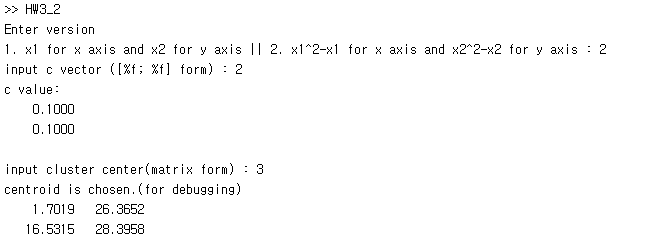 >> HW3_2
Enter version
1. x1 for x axis and x2 for y axis || 2. x1^2-x1 for x axis and x2^2-x2 for y axis : 2
input c vector ([%f; %f] form) : 2
c value:
0.1000
0.1000
input cluster center(matrix form) : 3
centroid is chosen.(for debugging)
1.7019 26.3652
16.5315 28.3958